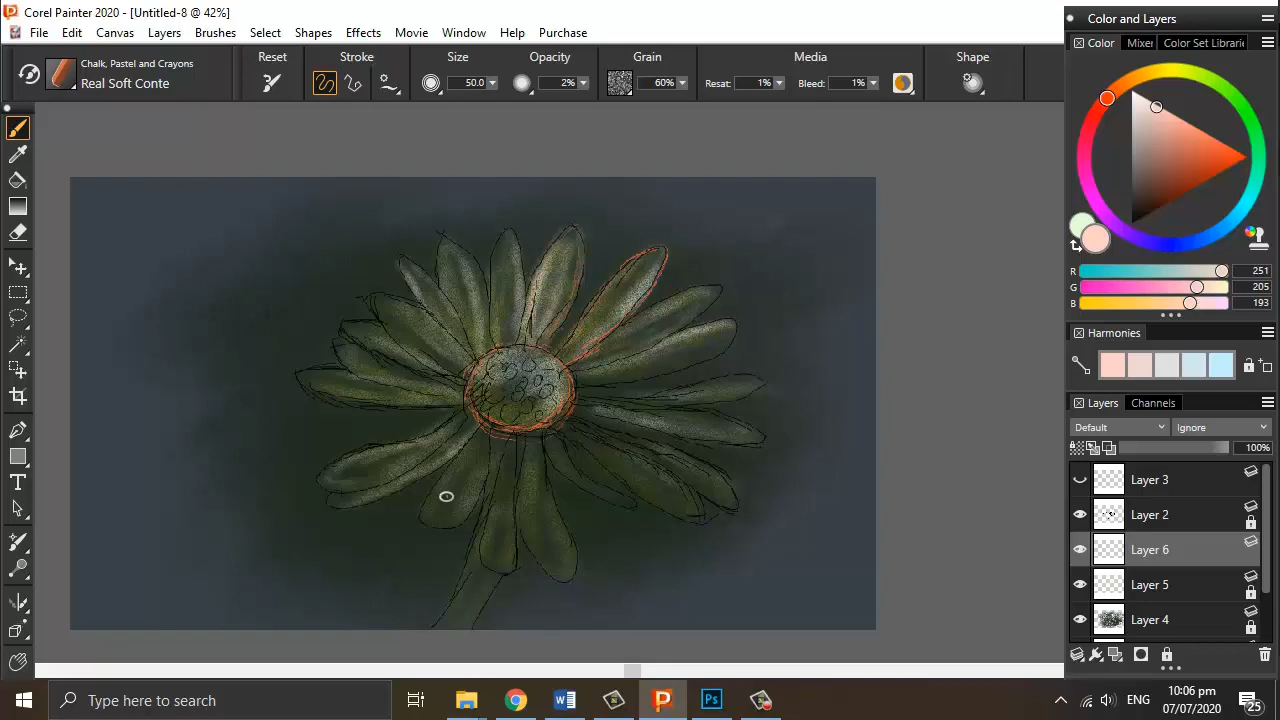 Corel Painter 2020 - [Untitled-8 @ 42%]
File Edit Canvas Layers Brushes Select Shapes Effects Movie Window Help Purchase
Chalk, Pastel and Crayons
Real Soft Conte
Reset
Stroke
Size
50.0
Opacity
2%
Grain
60%
Media
Resat: 1%
Bleed: 1%
Shape
Color and Layers
Color
Mixer
Color Set Librarie
R 251
G 205
B 193
Harmonies
Layers
Channels
Default
Ignore
100%
Layer 3
Layer 2
Layer 6
Layer 5
Layer 4
T
Type here to search
W
P
Ps
ENG
10:06 pm
07/07/2020
25